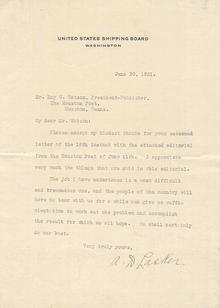 UNITED STATES SHIPPING BOARD
WASHINGTON
June 20, 1921.
Mr. Roy G. Watson, President-Publisher,
The Houston Post,
Houston, Texas.
My dear Mr. Watson:
Please accept my kindest thanks for your esteemed
letter of the 16th instant with the attached editorial
from the Houston Post of June 11th. I appreciate
very much the things that are said in this editorial.
The job I have undertaken is a most difficult
and tremendous one, and the people of the country will
have to bear with us for a while and give us suffi-
cient time to work out the problem and accomplish
the result for which we all hope. We shall certainly
do our best.
Very truly yours,
A D Lasker